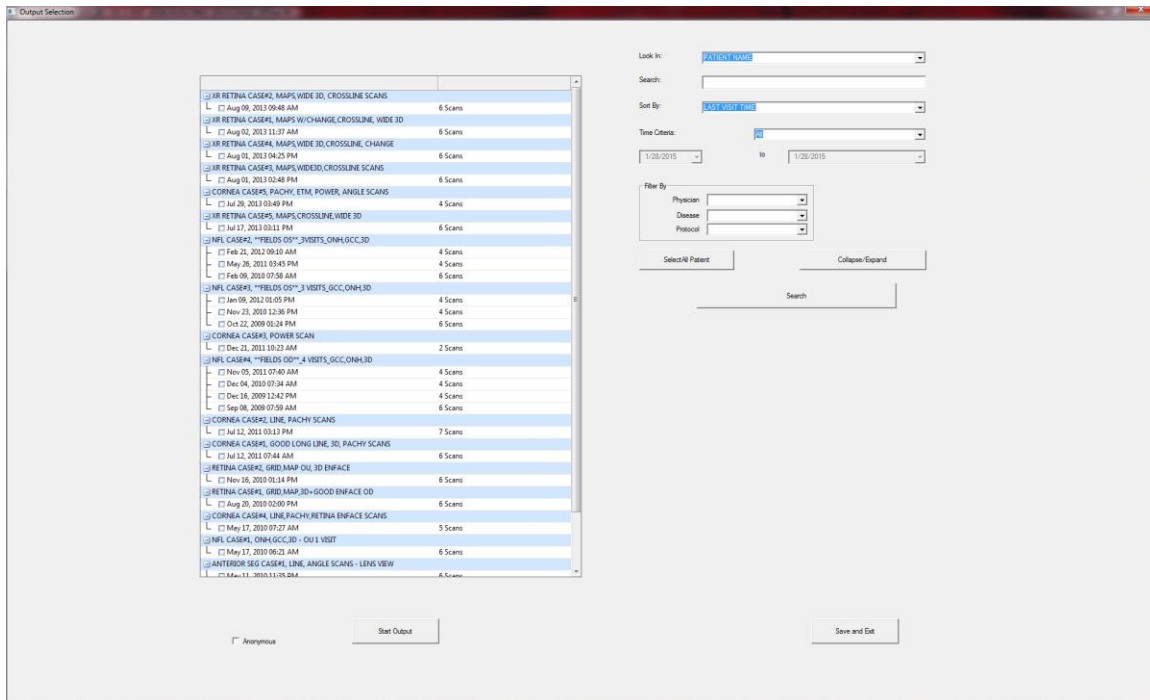 Output Selection
XR RETINA CASE#2, MAPS,WIDE 3D, CROSSLINE SCANS
Aug 09, 2013 09:48 AM 6 Scans
XR RETINA CASE#1, MAPS W/CHANGE,CROSSLINE, WIDE 3D
Aug 02, 2013 11:37 AM 6 Scans
XR RETINA CASE#4, MAPS,WIDE 3D,CROSSLINE, CHANGE
Aug 01, 2013 04:25 PM 6 Scans
XR RETINA CASE#3, MAPS,WIDE3D,CROSSLINE SCANS
Aug 01, 2013 02:48 PM 6 Scans
CORNEA CASE#5, PACHY, ETM, POWER, ANGLE SCANS
Jul 29, 2013 03:49 PM 4 Scans
XR RETINA CASE#5, MAPS,CROSSLINE,WIDE 3D
Jul 17, 2013 03:11 PM 6 Scans
NFL CASE#2, **FIELDS OS**_3VISITS_ONH,GCC,3D
Feb 21, 2012 09:10 AM 4 Scans
May 26, 2011 03:45 PM 4 Scans
Feb 09, 2010 07:58 AM 6 Scans
NFL CASE#3, **FIELDS OS**_3 VISITS_GCC,ONH,3D
Jan 09, 2012 01:05 PM 4 Scans
Nov 23, 2010 12:36 PM 4 Scans
Oct 22, 2009 01:24 PM 6 Scans
CORNEA CASE#3, POWER SCAN
Dec 21, 2011 10:23 AM 2 Scans
NFL CASE#4, **FIELDS OD**_4 VISITS_GCC,ONH,3D
Nov 05, 2011 07:40 AM 4 Scans
Dec 04, 2010 07:34 AM 4 Scans
Dec 16, 2009 12:42 PM 4 Scans
Sep 08, 2009 07:59 AM 6 Scans
CORNEA CASE#2, LINE, PACHY SCANS
Jul 12, 2011 03:13 PM 7 Scans
CORNEA CASE#1, GOOD LONG LINE, 3D, PACHY SCANS
Jul 12, 2011 07:44 AM 6 Scans
RETINA CASE#2, GRID,MAP OU, 3D ENFACE
Nov 16, 2010 01:14 PM 6 Scans
RETINA CASE#1, GRID,MAP,3D+GOOD ENFACE OD
Aug 20, 2010 02:00 PM 6 Scans
CORNEA CASE#4, LINE,PACHY,RETINA ENFACE SCANS
May 17, 2010 07:27 AM 5 Scans
NFL CASE#1, ONH,GCC,3D - OU 1 VISIT
May 17, 2010 06:21 AM 6 Scans
ANTERIOR SEG CASE#1, LINE, ANGLE SCANS - LENS VIEW
May 11, 2010 11:35 PM 6 Scans
Anonymous
Start Output
Look In: PATIENT NAME
Search:
Sort By: LAST VISIT TIME
Time Criteria: All
1/28/2015 to 1/28/2015
Filter By
Physician
Disease
Protocol
Select All Patient
Collapse/Expand
Search
Save and Exit